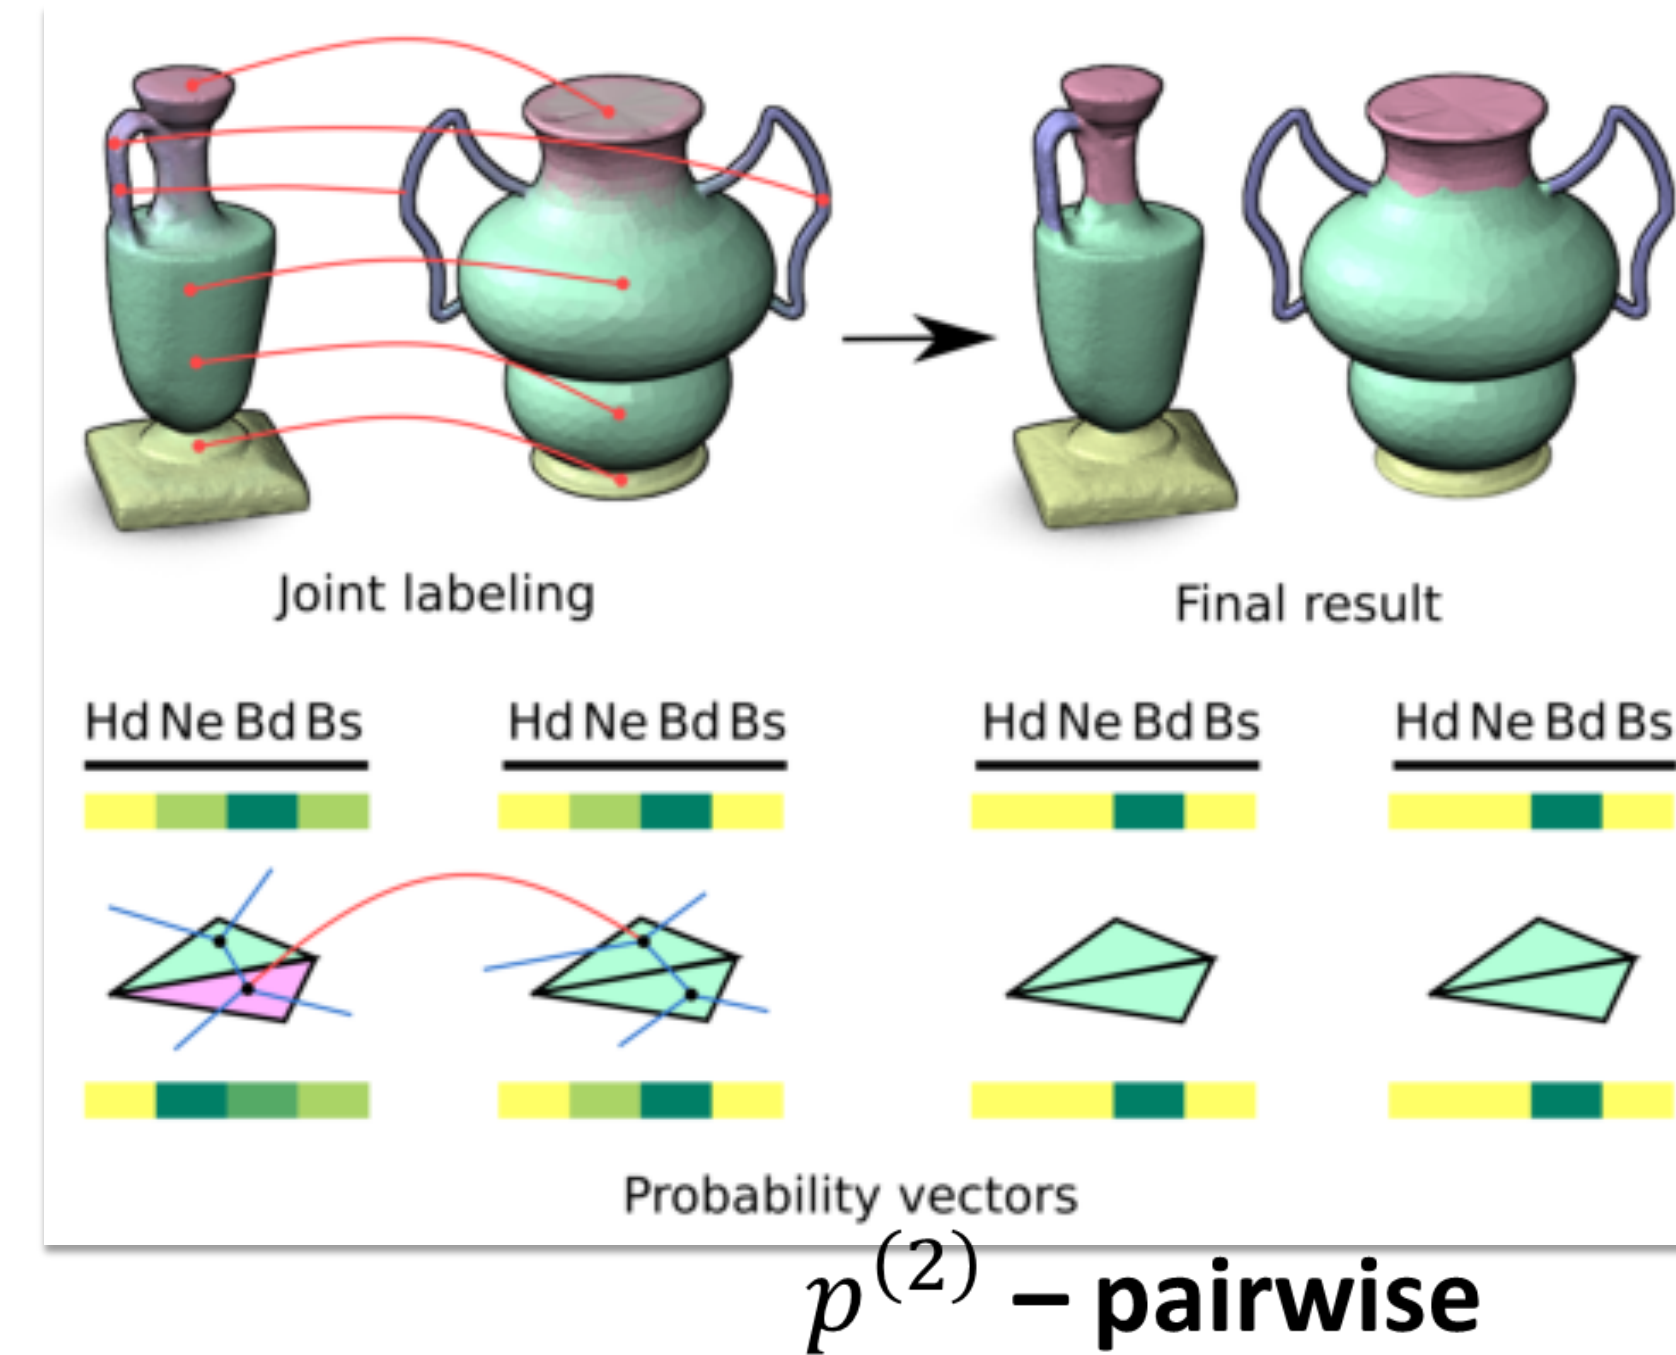 Joint labeling
Final result
Hd Ne Bd Bs Hd Ne Bd Bs Hd Ne Bd Bs Hd Ne Bd Bs
Probability vectors
p^(2) – pairwise